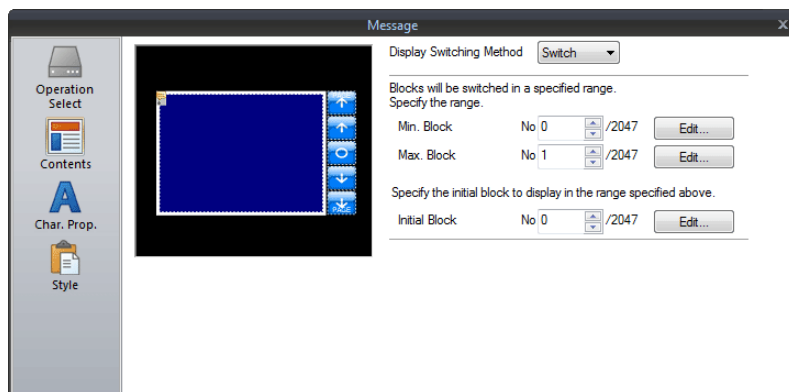 Message
Operation
Select
Contents
Char. Prop.
Style
PAGE
Display Switching Method Switch
Blocks will be switched in a specified range.
Specify the range.
Min. Block No 0 /2047 Edit...
Max. Block No 1 /2047 Edit...
Specify the initial block to display in the range specified above.
Initial Block No 0 /2047 Edit...